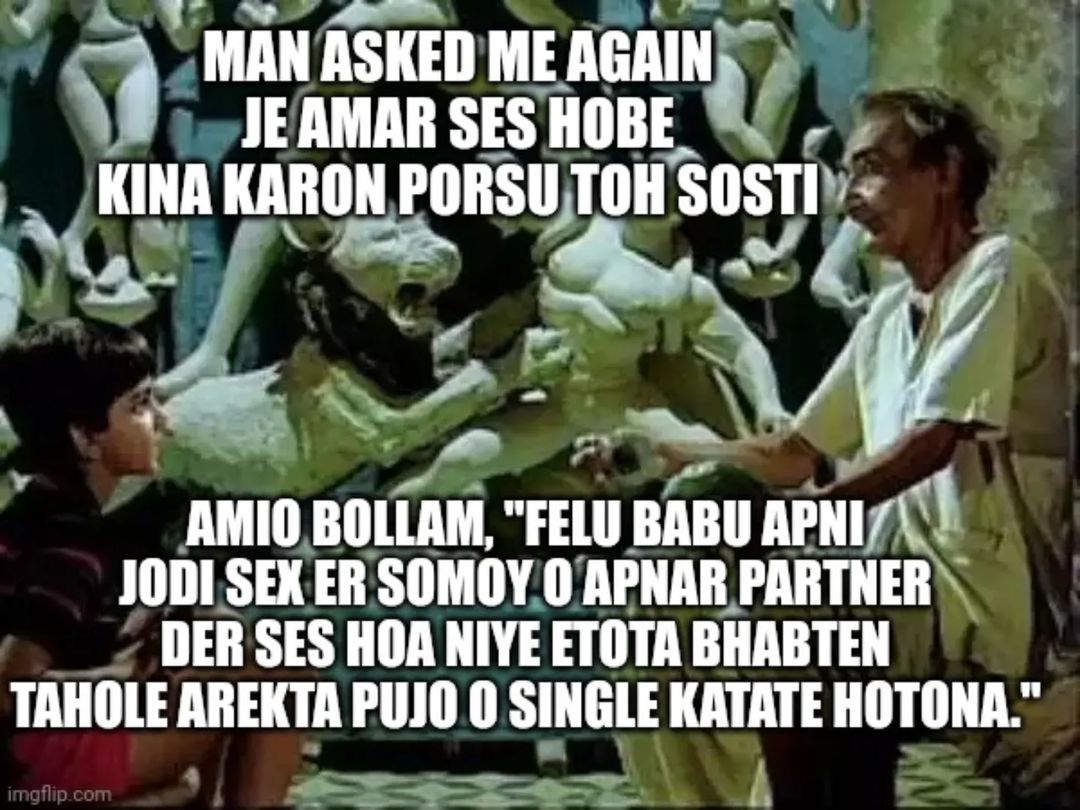 MAN ASKED ME AGAIN
JE AMAR SES HOBE
KINA KARON PORSU TOH SOSTI
AMIO BOLLAM, "FELU BABU APNI
JODI SEX ER SOMOY O APNAR PARTNER
DER SES HOA NIYE ETOTA BHABTEN
TAHOLE AREKTA PUJO O SINGLE KATATE HOTONA."
imgflip.com